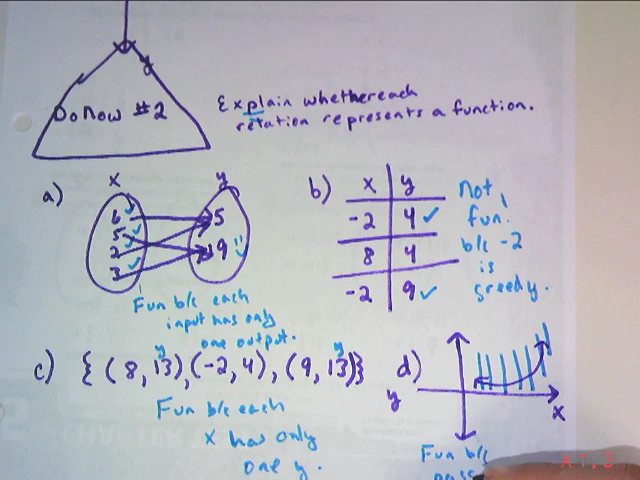 y
Do Now #2
Explain whether each
relation represents a function.
a)
x
y
6
5
2
3
5
9
Fun b/c each
input has only
one output.
b)
x y
-2 4
8 4
-2 9
Not
fun.
b/c -2
is
greedy.
c) { (8, 13), (-2, 4), (9, 13)}
y
y
Fun b/c each
x has only
one y.
d)
y
x
Fun b/c